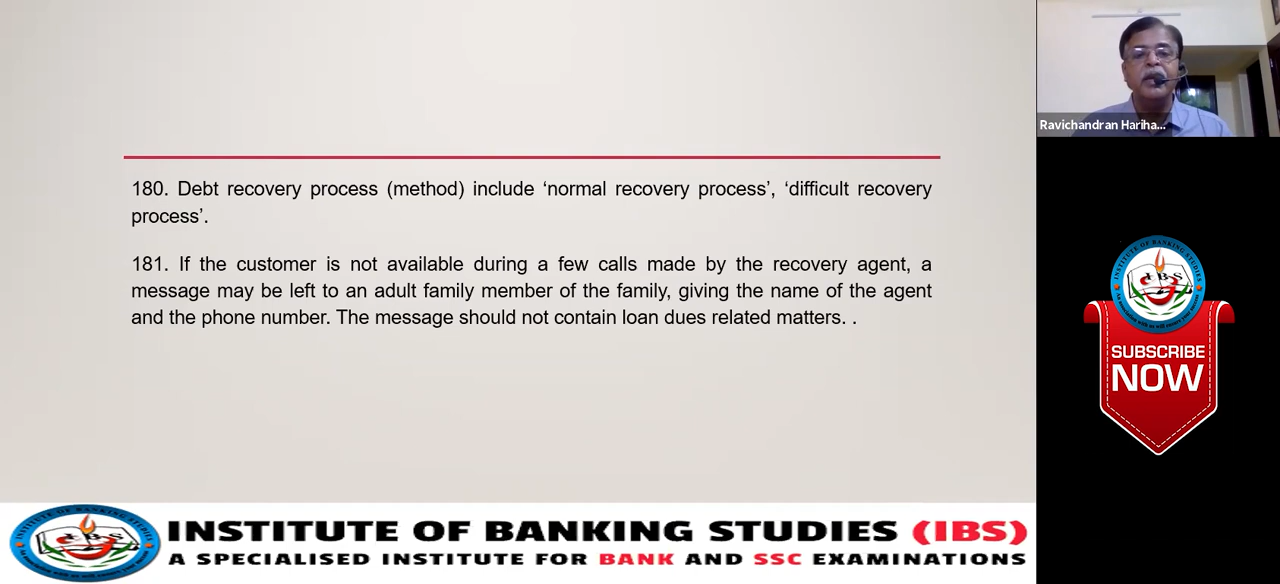 Ravichandran Hariha...
180. Debt recovery process (method) include ‘normal recovery process’, ‘difficult recovery
process’.
181. If the customer is not available during a few calls made by the recovery agent, a
message may be left to an adult family member of the family, giving the name of the agent
and the phone number. The message should not contain loan dues related matters. .
SUBSCRIBE
NOW
INSTITUTE OF BANKING STUDIES (IBS)
A SPECIALISED INSTITUTE FOR BANK AND SSC EXAMINATIONS